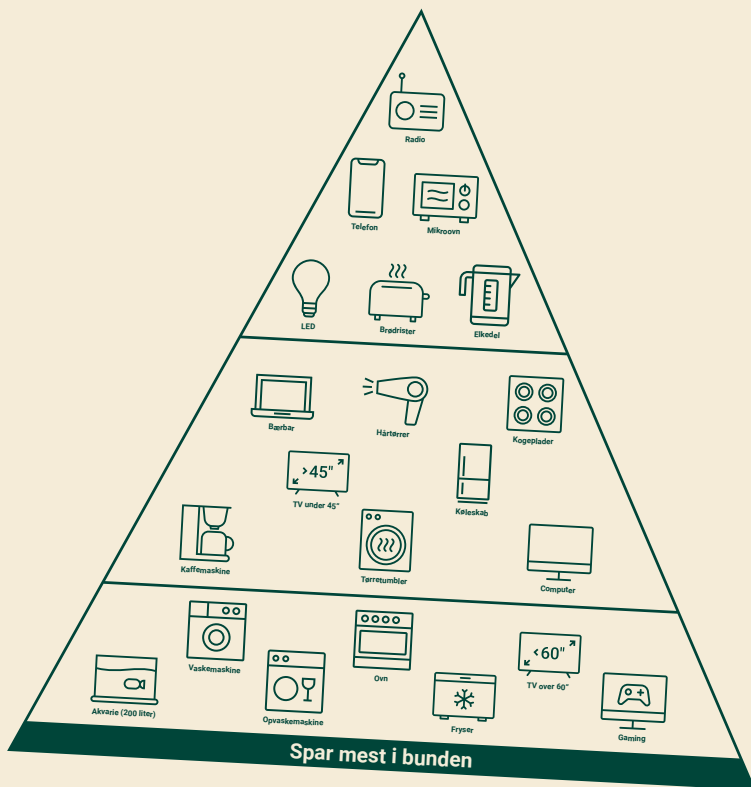 Radio
Telefon
Mikroovn
LED
Brødrister
Elkedel
Bærbar
Hårtørrer
Kogeplader
>45"
TV under 45"
Køleskab
Kaffemaskine
Tørretumbler
Computer
Vaskemaskine
Ovn
<60"
TV over 60"
Akvarie (200 liter)
Opvaskemaskine
Fryser
Gaming
Spar mest i bunden